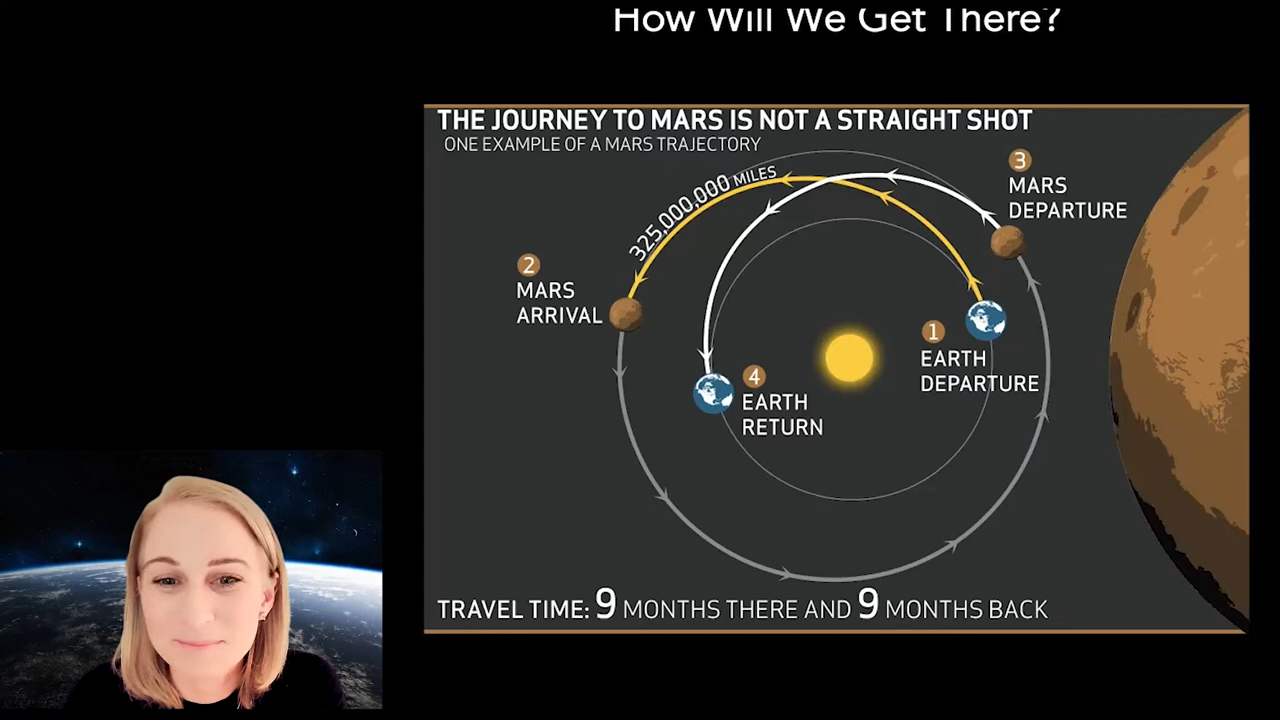 How Will We Get There?
THE JOURNEY TO MARS IS NOT A STRAIGHT SHOT
ONE EXAMPLE OF A MARS TRAJECTORY
325,000,000 MILES
3
MARS
DEPARTURE
2
MARS
ARRIVAL
1
EARTH
DEPARTURE
4
EARTH
RETURN
TRAVEL TIME: 9 MONTHS THERE AND 9 MONTHS BACK